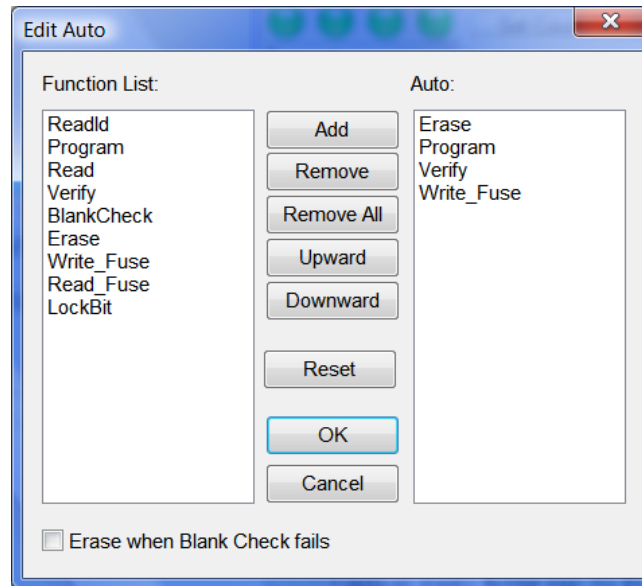 Edit Auto
Function List:
Auto:
ReadId
Program
Read
Verify
BlankCheck
Erase
Write_Fuse
Read_Fuse
LockBit
Add
Remove
Remove All
Upward
Downward
Reset
OK
Cancel
Erase
Program
Verify
Write_Fuse
Erase when Blank Check fails